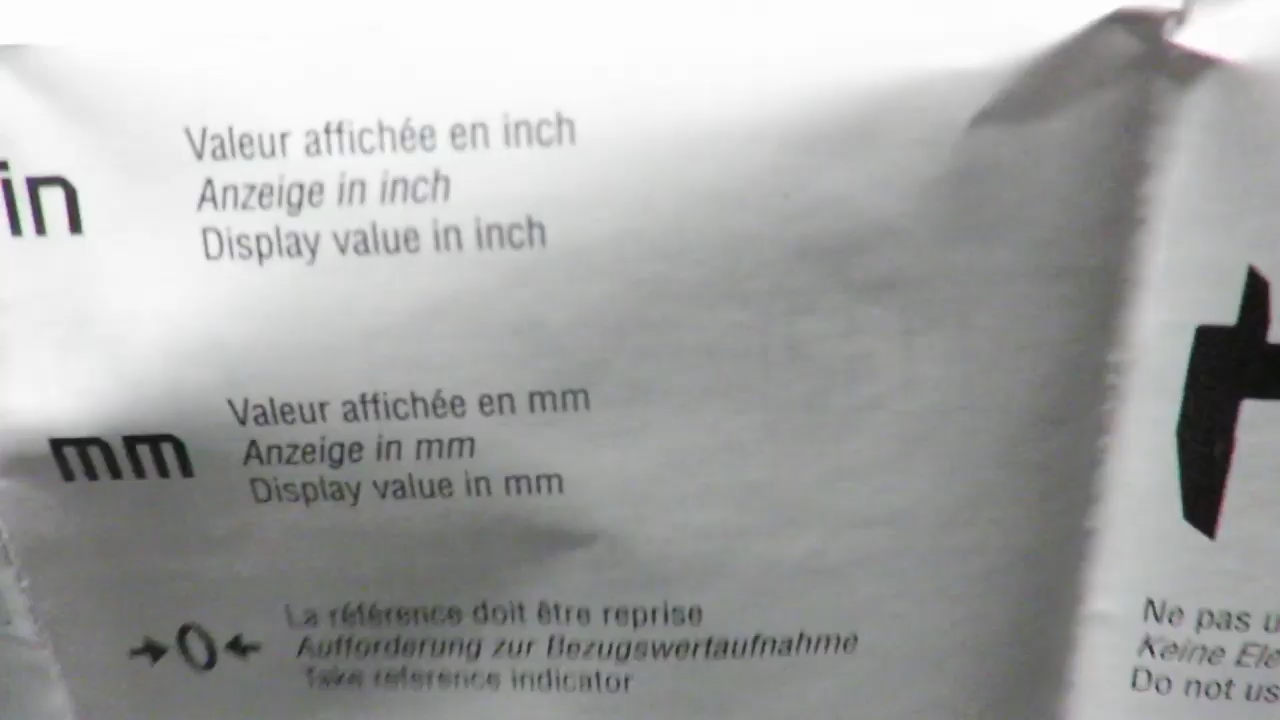 in
Valeur affichée en inch
Anzeige in inch
Display value in inch
mm
Valeur affichée en mm
Anzeige in mm
Display value in mm
→0←
La référence doit être reprise
Aufforderung zur Bezugswertaufnahme
Take reference indicator
Ne pas u
Keine Ele
Do not us